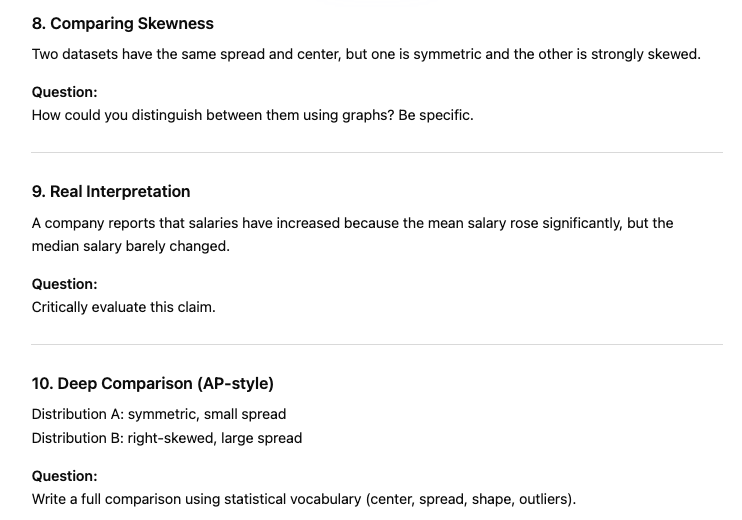 8. Comparing Skewness
Two datasets have the same spread and center, but one is symmetric and the other is strongly skewed.
Question:
How could you distinguish between them using graphs? Be specific.
9. Real Interpretation
A company reports that salaries have increased because the mean salary rose significantly, but the
median salary barely changed.
Question:
Critically evaluate this claim.
10. Deep Comparison (AP-style)
Distribution A: symmetric, small spread
Distribution B: right-skewed, large spread
Question:
Write a full comparison using statistical vocabulary (center, spread, shape, outliers).